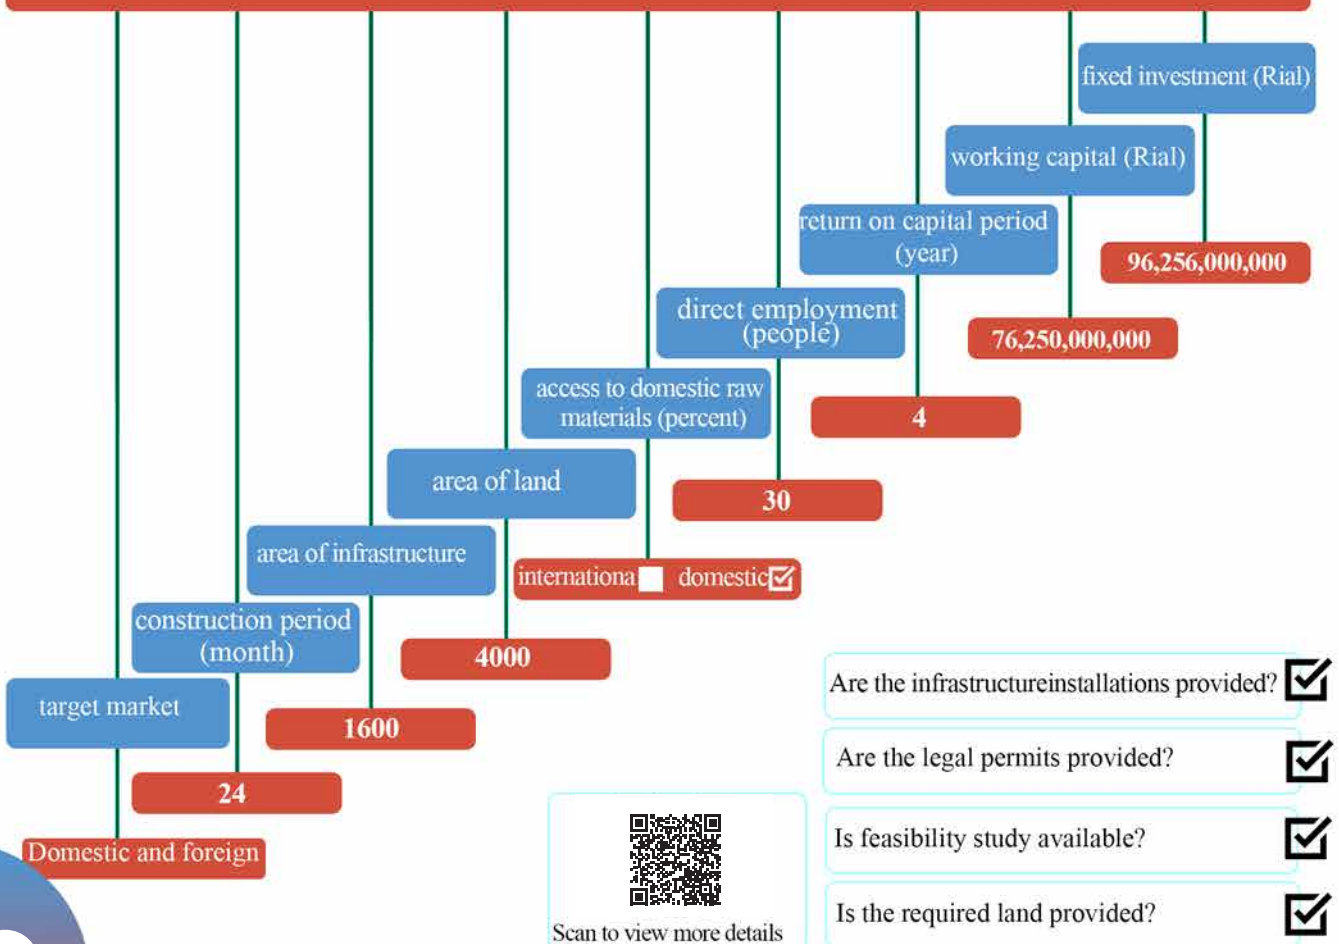 fixed investment (Rial)
96,256,000,000
working capital (Rial)
76,250,000,000
return on capital period
(year)
4
direct employment
(people)
30
access to domestic raw
materials (percent)
internationa domestic
area of land
4000
area of infrastructure
1600
construction period
(month)
24
target market
Domestic and foreign
Are the infrastructureinstallations provided?
Are the legal permits provided?
Is feasibility study available?
Is the required land provided?
Scan to view more details